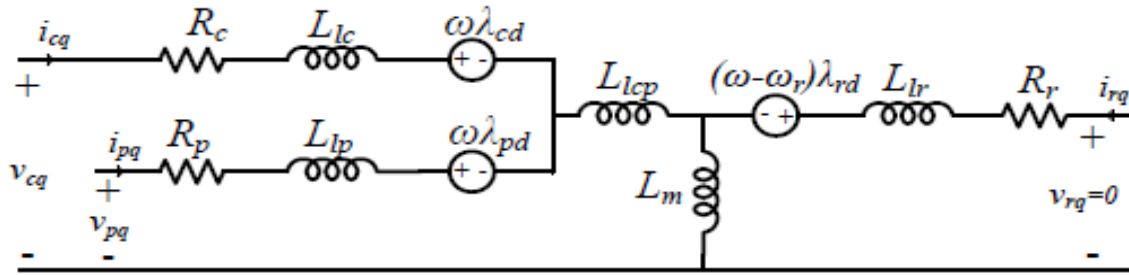 i_cq R_c L_lc ωλ_cd
+ + -
L_lcp (ω-ω_r)λ_rd L_lr R_r i_rq
- + +
i_pq R_p L_lp ωλ_pd
+ + -
v_cq L_m v_rq=0
v_pq
- - -